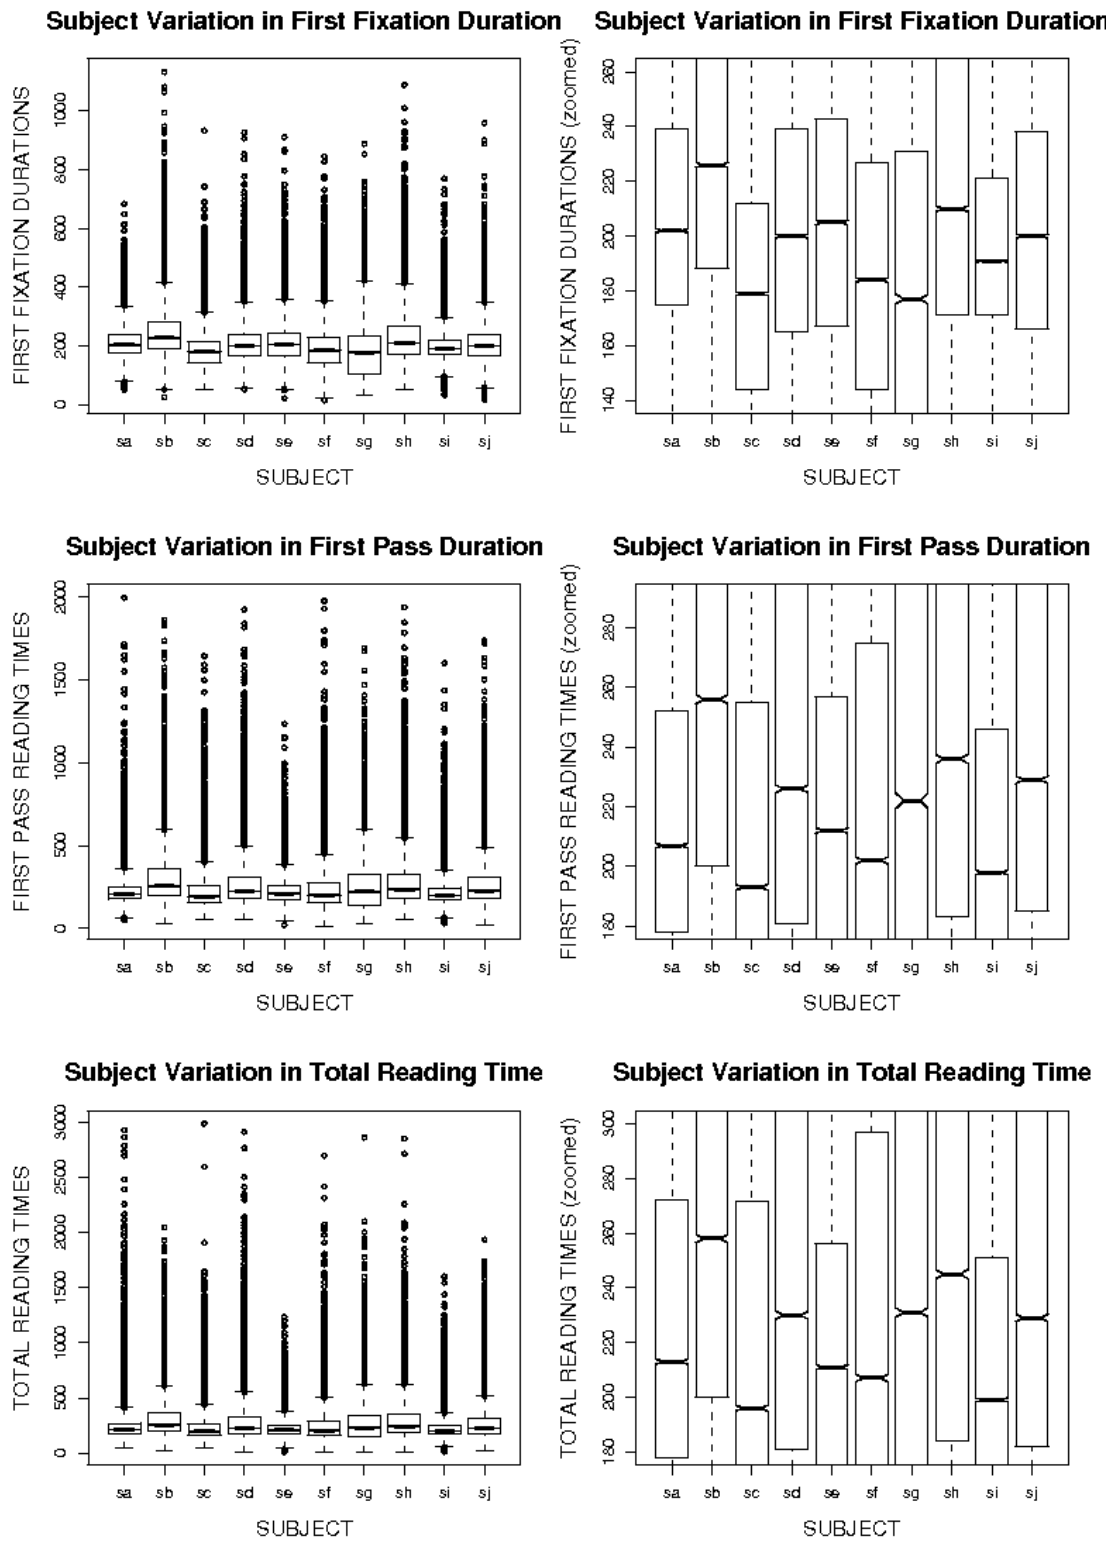 Subject Variation in First Fixation Duration
FIRST FIXATION DURATIONS
0 200 400 600 800 1000
sa sb sc sd se sf sg sh si sj
SUBJECT
Subject Variation in First Fixation Duration
FIRST FIXATION DURATIONS (zoomed)
140 160 180 200 220 240 260
sa sb sc sd se sf sg sh si sj
SUBJECT
Subject Variation in First Pass Duration
FIRST PASS READING TIMES
0 500 1000 1500 2000
sa sb sc sd se sf sg sh si sj
SUBJECT
Subject Variation in First Pass Duration
FIRST PASS READING TIMES (zoomed)
180 200 220 240 260 280
sa sb sc sd se sf sg sh si sj
SUBJECT
Subject Variation in Total Reading Time
TOTAL READING TIMES
0 500 1000 1500 2000 2500 3000
sa sb sc sd se sf sg sh si sj
SUBJECT
Subject Variation in Total Reading Time
TOTAL READING TIMES (zoomed)
180 200 220 240 260 280 300
sa sb sc sd se sf sg sh si sj
SUBJECT